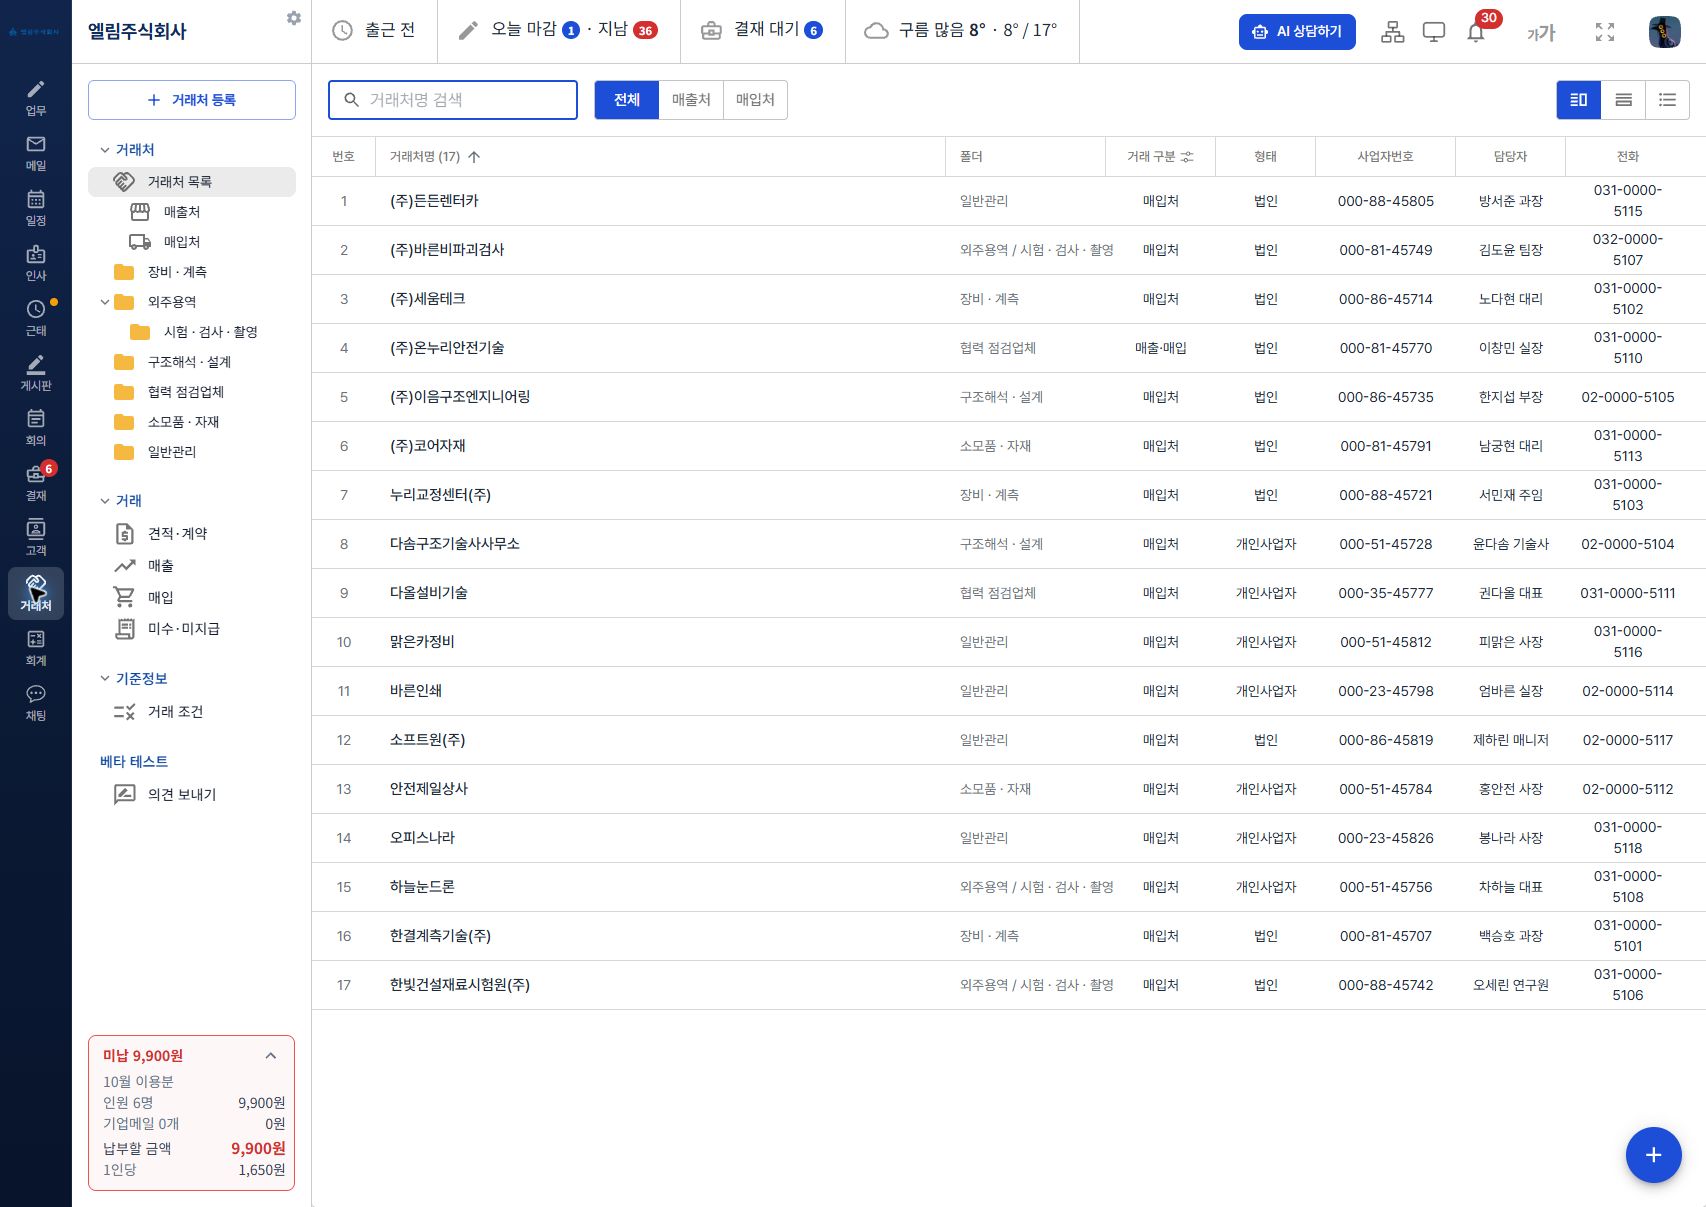 엘림주식회사
엘림주식회사
출근 전
오늘 마감 1 · 지남 36
결재 대기 6
구름 많음 8° · 8° / 17°
AI 상담하기
30
가가
업무
메일
일정
인사
근태
게시판
회의
6
결재
고객
거래처
회계
채팅
+ 거래처 등록
거래처
거래처 목록
매출처
매입처
장비 · 계측
외주용역
시험 · 검사 · 촬영
구조해석 · 설계
협력 점검업체
소모품 · 자재
일반관리
거래
견적·계약
매출
매입
미수·미지급
기준정보
거래 조건
베타 테스트
의견 보내기
미납 9,900원
10월 이용분
인원 6명 9,900원
기업메일 0개 0원
납부할 금액 9,900원
1인당 1,650원
거래처명 검색
전체 매출처 매입처
번호 거래처명 (17) 폴더 거래 구분 형태 사업자번호 담당자 전화
1 (주)든든렌터카 일반관리 매입처 법인 000-88-45805 방서준 과장 031-0000-5115
2 (주)바른비파괴검사 외주용역 / 시험 · 검사 · 촬영 매입처 법인 000-81-45749 김도윤 팀장 032-0000-5107
3 (주)세움테크 장비 · 계측 매입처 법인 000-86-45714 노다현 대리 031-0000-5102
4 (주)온누리안전기술 협력 점검업체 매출·매입 법인 000-81-45770 이창민 실장 031-0000-5110
5 (주)이음구조엔지니어링 구조해석 · 설계 매입처 법인 000-86-45735 한지섭 부장 02-0000-5105
6 (주)코어자재 소모품 · 자재 매입처 법인 000-81-45791 남궁현 대리 031-0000-5113
7 누리교정센터(주) 장비 · 계측 매입처 법인 000-88-45721 서민재 주임 031-0000-5103
8 다솜구조기술사사무소 구조해석 · 설계 매입처 개인사업자 000-51-45728 윤다솜 기술사 02-0000-5104
9 다올설비기술 협력 점검업체 매입처 개인사업자 000-35-45777 권다올 대표 031-0000-5111
10 맑은카정비 일반관리 매입처 개인사업자 000-51-45812 피맑은 사장 031-0000-5116
11 바른인쇄 일반관리 매입처 개인사업자 000-23-45798 엄바른 실장 02-0000-5114
12 소프트원(주) 일반관리 매입처 법인 000-86-45819 제하린 매니저 02-0000-5117
13 안전제일상사 소모품 · 자재 매입처 개인사업자 000-51-45784 홍안전 사장 02-0000-5112
14 오피스나라 일반관리 매입처 개인사업자 000-23-45826 봉나라 사장 031-0000-5118
15 하늘눈드론 외주용역 / 시험 · 검사 · 촬영 매입처 개인사업자 000-51-45756 차하늘 대표 031-0000-5108
16 한결계측기술(주) 장비 · 계측 매입처 법인 000-81-45707 백승호 과장 031-0000-5101
17 한빛건설재료시험원(주) 외주용역 / 시험 · 검사 · 촬영 매입처 법인 000-88-45742 오세린 연구원 031-0000-5106